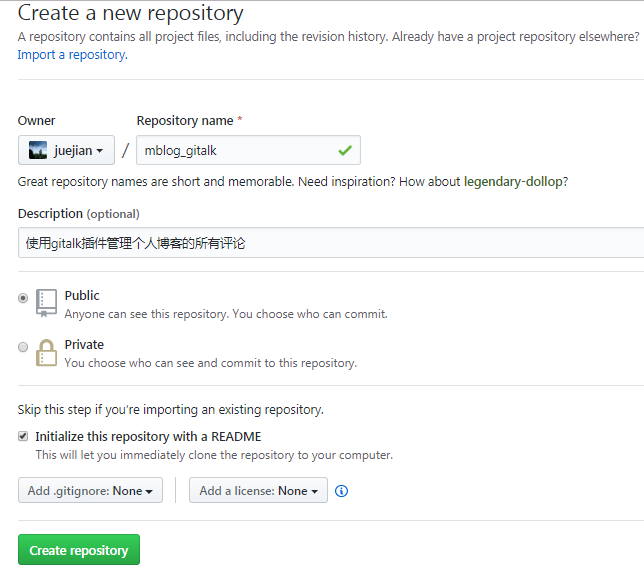 Create a new repository
A repository contains all project files, including the revision history. Already have a project repository elsewhere?
Import a repository.
Owner Repository name *
juejian / mblog_gitalk
Great repository names are short and memorable. Need inspiration? How about legendary-dollop?
Description (optional)
使用gitalk插件管理个人博客的所有评论
Public
Anyone can see this repository. You choose who can commit.
Private
You choose who can see and commit to this repository.
Skip this step if you’re importing an existing repository.
Initialize this repository with a README
This will let you immediately clone the repository to your computer.
Add .gitignore: None Add a license: None
Create repository